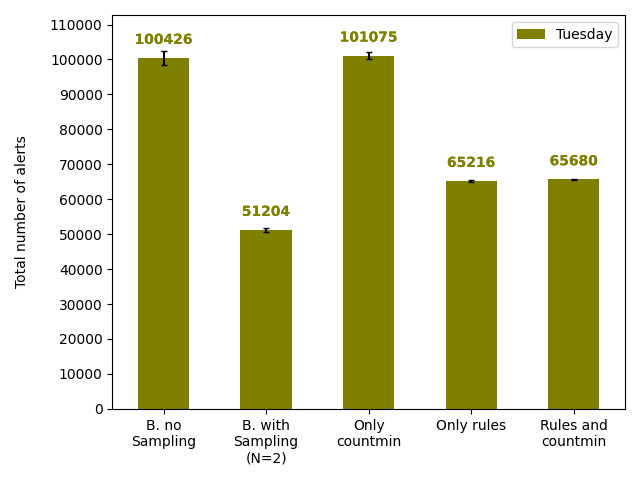 Total number of alerts
110000
100000
90000
80000
70000
60000
50000
40000
30000
20000
10000
0
Tuesday
100426
51204
101075
65216
65680
B. no
Sampling
B. with
Sampling
(N=2)
Only
countmin
Only rules
Rules and
countmin